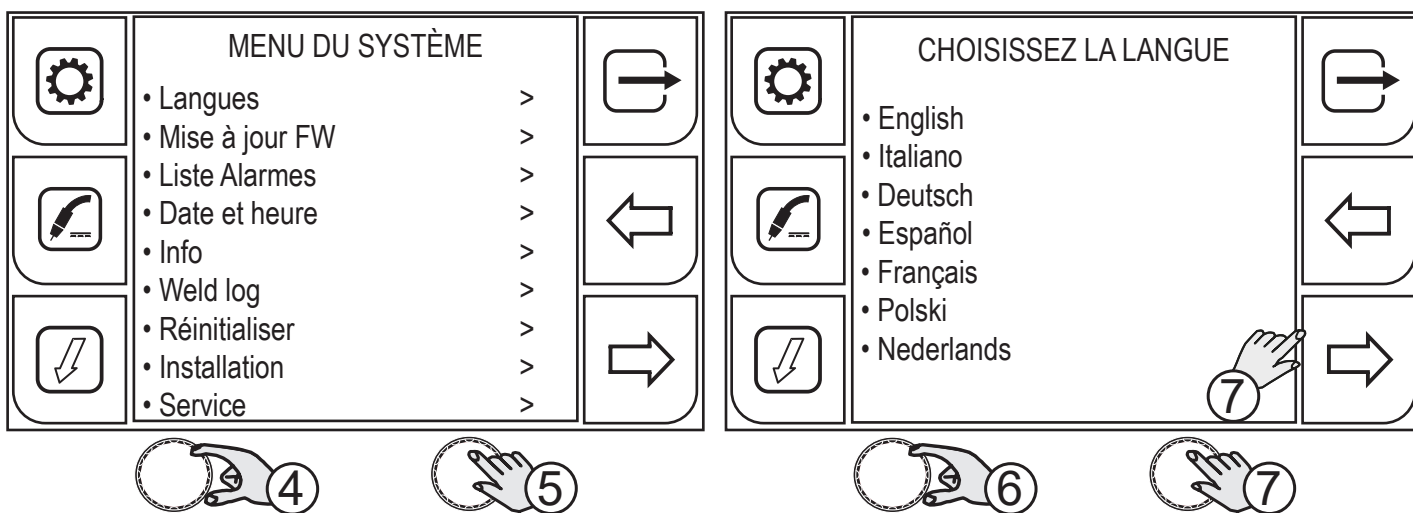 MENU DU SYSTÈME
• Langues >
• Mise à jour FW >
• Liste Alarmes >
• Date et heure >
• Info >
• Weld log >
• Réinitialiser >
• Installation >
• Service >
4
5
CHOISISSEZ LA LANGUE
• English
• Italiano
• Deutsch
• Español
• Français
• Polski
• Nederlands
7
6
7